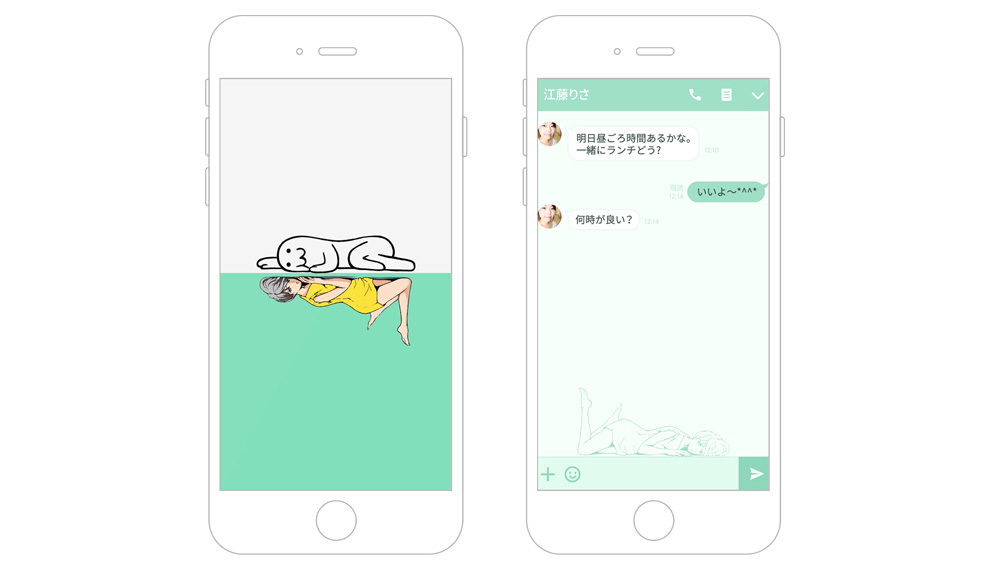 江藤りさ
明日昼ごろ時間あるかな。
一緒にランチどう?
12:10
既読
12:14
いいよ〜*^^*
何時が良い？
12:16